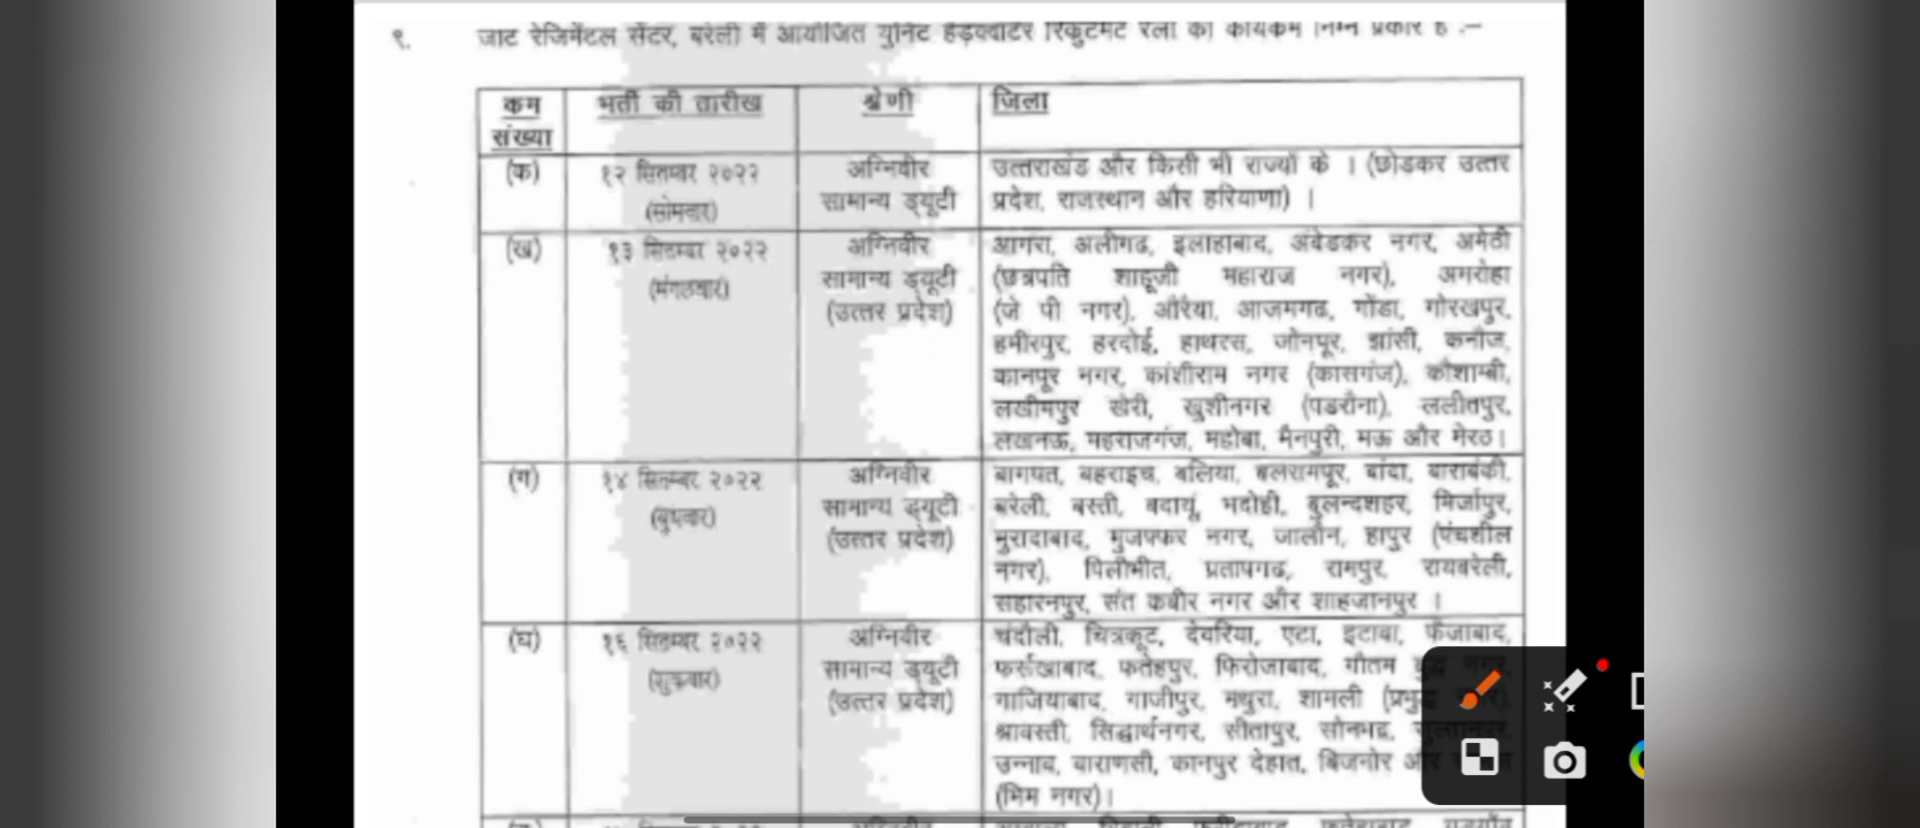 ९. जाट रेजिमेंटल सेंटर, बरेली में आयोजित युनिट हेडक्वाटर रिकुटमेंट रैली का कार्यकम निम्न प्रकार है :–
कम संख्या
भर्ती की तारीख
श्रेणी
जिला
(क)
१२ सितम्बर २०२२
(सोमवार)
अग्निवीर
सामान्य ड्यूटी
उत्तराखंड और किसी भी राज्यों के । (छोडकर उत्तर
प्रदेश, राजस्थान और हरियाणा) ।
(ख)
१३ सितम्बर २०२२
(मंगलवार)
अग्निवीर
सामान्य ड्यूटी
(उत्तर प्रदेश)
आगरा, अलीगढ, इलाहाबाद, अंबेडकर नगर, अमेठी
(छत्रपति शाहूजी महाराज नगर), अमरोहा
(जे पी नगर), औरैया, आजमगढ, गोंडा, गोरखपुर,
हमीरपुर, हरदोई, हाथरस, जोनपूर, झांसी, कनौज,
कानपूर नगर, कांशीराम नगर (कासगंज), कौशाम्बी,
लखीमपुर खेरी, खुशीनगर (पडरौना), ललीतपुर,
लखनऊ, महराजगंज, महोबा, मैनपुरी, मऊ और मेरठ।
(ग)
१४ सितम्बर २०२२
(बुधवार)
अग्निवीर
सामान्य ड्यूटी
(उत्तर प्रदेश)
बागपत, बहराइच, बलिया, बलरामपूर, बांदा, बाराबंकी,
बरेली, बस्ती, बदायूं, भदोही, बुलन्दशहर, मिर्जापुर,
मुरादाबाद, मुजफ्फर नगर, जालौन, हापुर (पंचशील
नगर), पिलीभीत, प्रतापगढ, रामपुर, रायबरेली,
सहारनपुर, संत कबीर नगर और शाहजानपुर ।
(घ)
१६ सितम्बर २०२२
(शुक्रवार)
अग्निवीर
सामान्य ड्यूटी
(उत्तर प्रदेश)
चंदौली, चित्रकूट, देवरिया, एटा, इटावा, फैजाबाद,
फर्रुखाबाद, फतेहपुर, फिरोजाबाद, गौतम बुद्ध नगर,
गाजियाबाद, गाजीपुर, मथुरा, शामली (प्रभुद्ध
श्रावस्ती, सिद्धार्थनगर, सीतापुर, सोनभद्र,
उन्नाव, वाराणसी, कानपुर देहात, बिजनोर
(भिम नगर)।